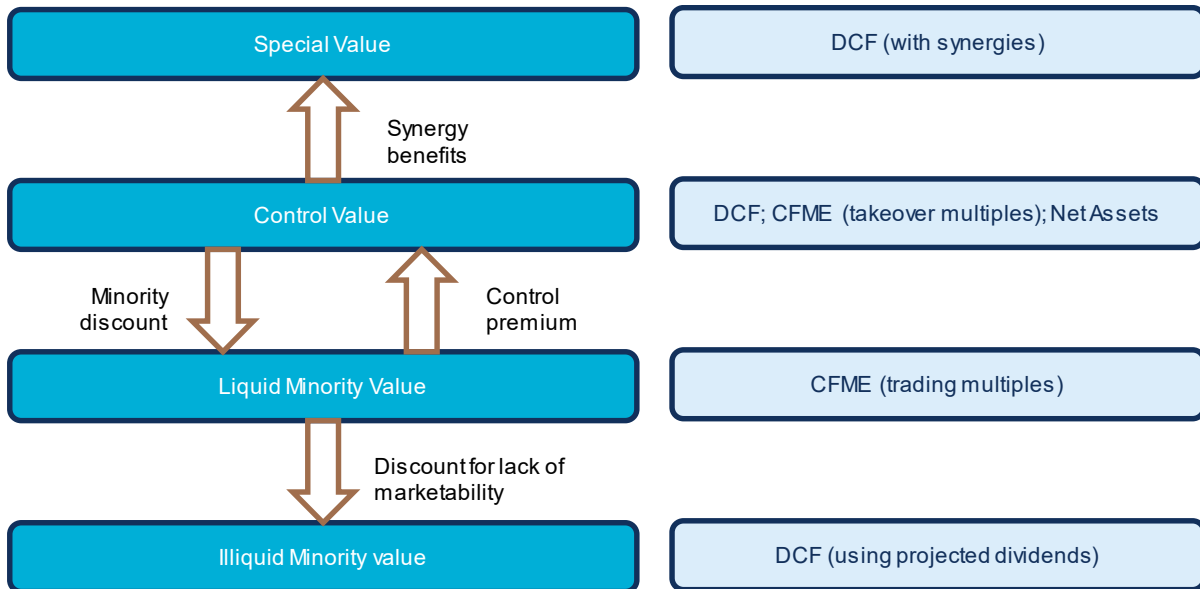 Special Value
DCF (with synergies)
Synergy
benefits
Control Value
DCF; CFME (takeover multiples); Net Assets
Minority
discount
Control
premium
Liquid Minority Value
CFME (trading multiples)
Discount for lack of
marketability
Illiquid Minority value
DCF (using projected dividends)